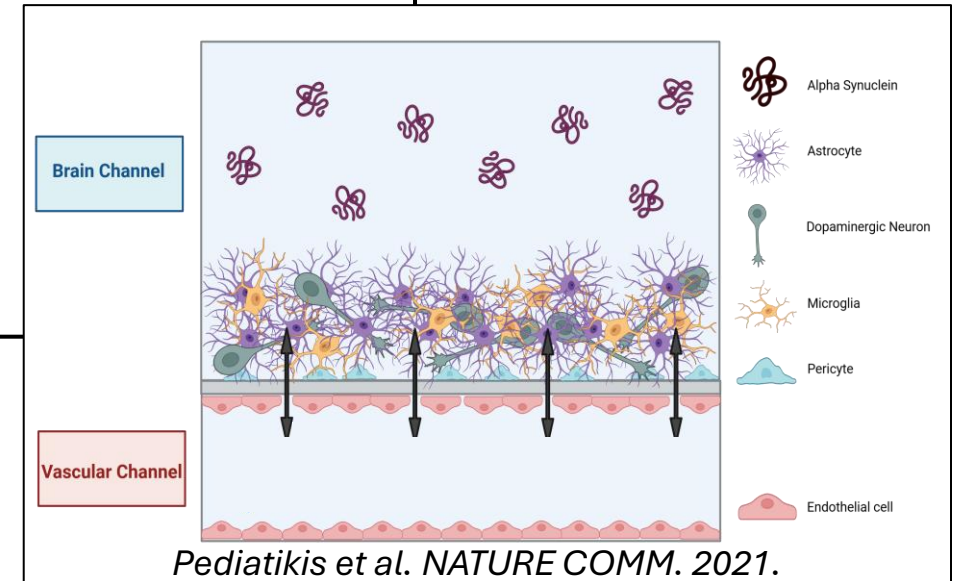 Brain Channel
Vascular Channel
Alpha Synuclein
Astrocyte
Dopaminergic Neuron
Microglia
Pericyte
Endothelial cell
Pediatikis et al. NATURE COMM. 2021.